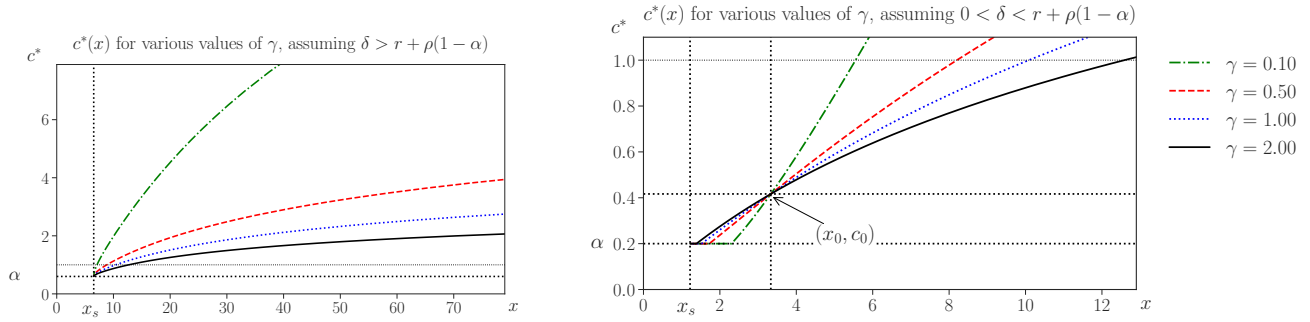 c*(x) for various values of γ, assuming δ > r + ρ(1 − α)
c*
6
4
2
α
0
0
x_s
10
20
30
40
50
60
70
x
c*(x) for various values of γ, assuming 0 < δ < r + ρ(1 − α)
c*
1.0
0.8
0.6
0.4
α
0.2
0.0
(x₀, c₀)
0
x_s
2
4
6
8
10
12
x
γ = 0.10
γ = 0.50
γ = 1.00
γ = 2.00